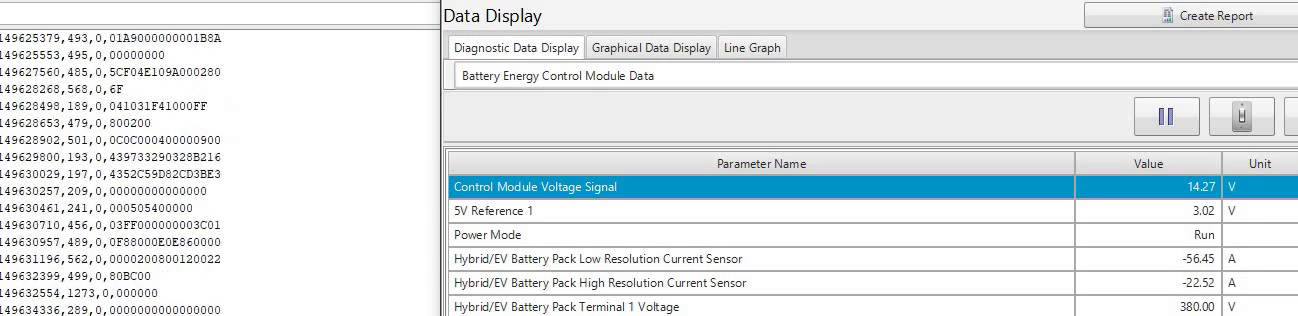 149625379,493,0,01A9000000001B8A
149625553,495,0,00000000
149627560,485,0,5CF04E109A000280
149628268,568,0,6F
149628498,189,0,041031F41000FF
149628653,479,0,800200
149628902,501,0,0C0C000400000900
149629800,193,0,439733290328B216
149630029,197,0,4352C59D82CD3BE3
149630257,209,0,00000000000000
149630461,241,0,000505400000
149630710,456,0,03FF000000003C01
149630957,489,0,0F88000E0E860000
149631196,562,0,0000200800120022
149632399,499,0,80BC00
149632554,1273,0,000000
149634336,289,0,0000000000000000
Data Display
Create Report
Diagnostic Data Display Graphical Data Display Line Graph
Battery Energy Control Module Data
Parameter Name Value Unit
Control Module Voltage Signal 14.27 V
5V Reference 1 3.02 V
Power Mode Run
Hybrid/EV Battery Pack Low Resolution Current Sensor -56.45 A
Hybrid/EV Battery Pack High Resolution Current Sensor -22.52 A
Hybrid/EV Battery Pack Terminal 1 Voltage 380.00 V